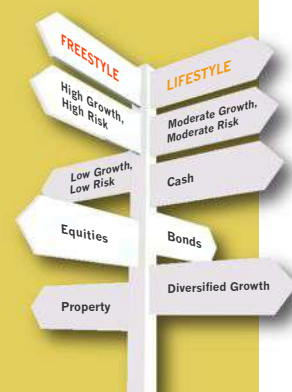 FREESTYLE
LIFESTYLE
High Growth,
High Risk
Moderate Growth,
Moderate Risk
Low Growth,
Low Risk
Cash
Equities
Bonds
Property
Diversified Growth